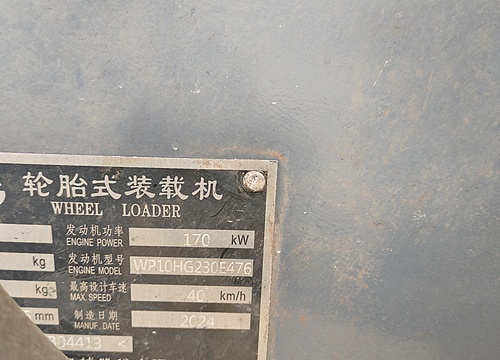 轮胎式装载机
WHEEL LOADER
发动机功率
ENGINE POWER 170 kW
kg 发动机型号
ENGINE MODEL WP10HG230E476
kg 最高设计车速
MAX.SPEED 40 km/h
mm 制造日期
MANUF.DATE 2024
304413 <